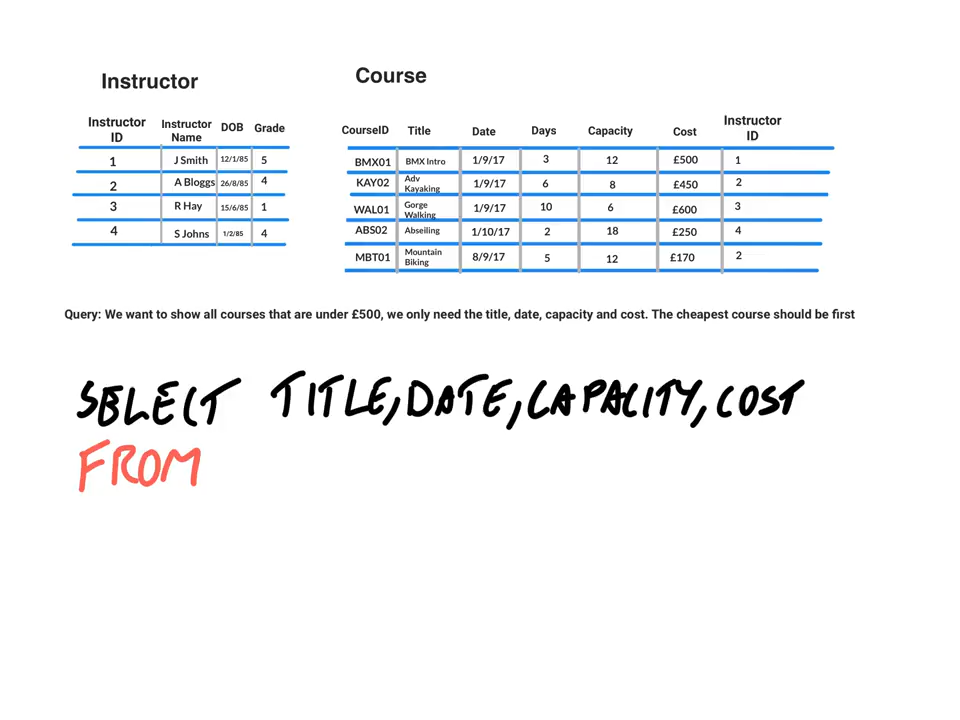 Instructor
Instructor ID Instructor Name DOB Grade
1 J Smith 12/1/85 5
2 A Bloggs 26/8/85 4
3 R Hay 15/6/85 1
4 S Johns 1/2/85 4
Course
CourseID Title Date Days Capacity Cost Instructor ID
BMX01 BMX Intro 1/9/17 3 12 £500 1
KAY02 Adv Kayaking 1/9/17 6 8 £450 2
WAL01 Gorge Walking 1/9/17 10 6 £600 3
ABS02 Abseiling 1/10/17 2 18 £250 4
MBT01 Mountain Biking 8/9/17 5 12 £170 2
Query: We want to show all courses that are under £500, we only need the title, date, capacity and cost. The cheapest course should be first
SELECT TITLE, DATE, CAPACITY, COST
FROM